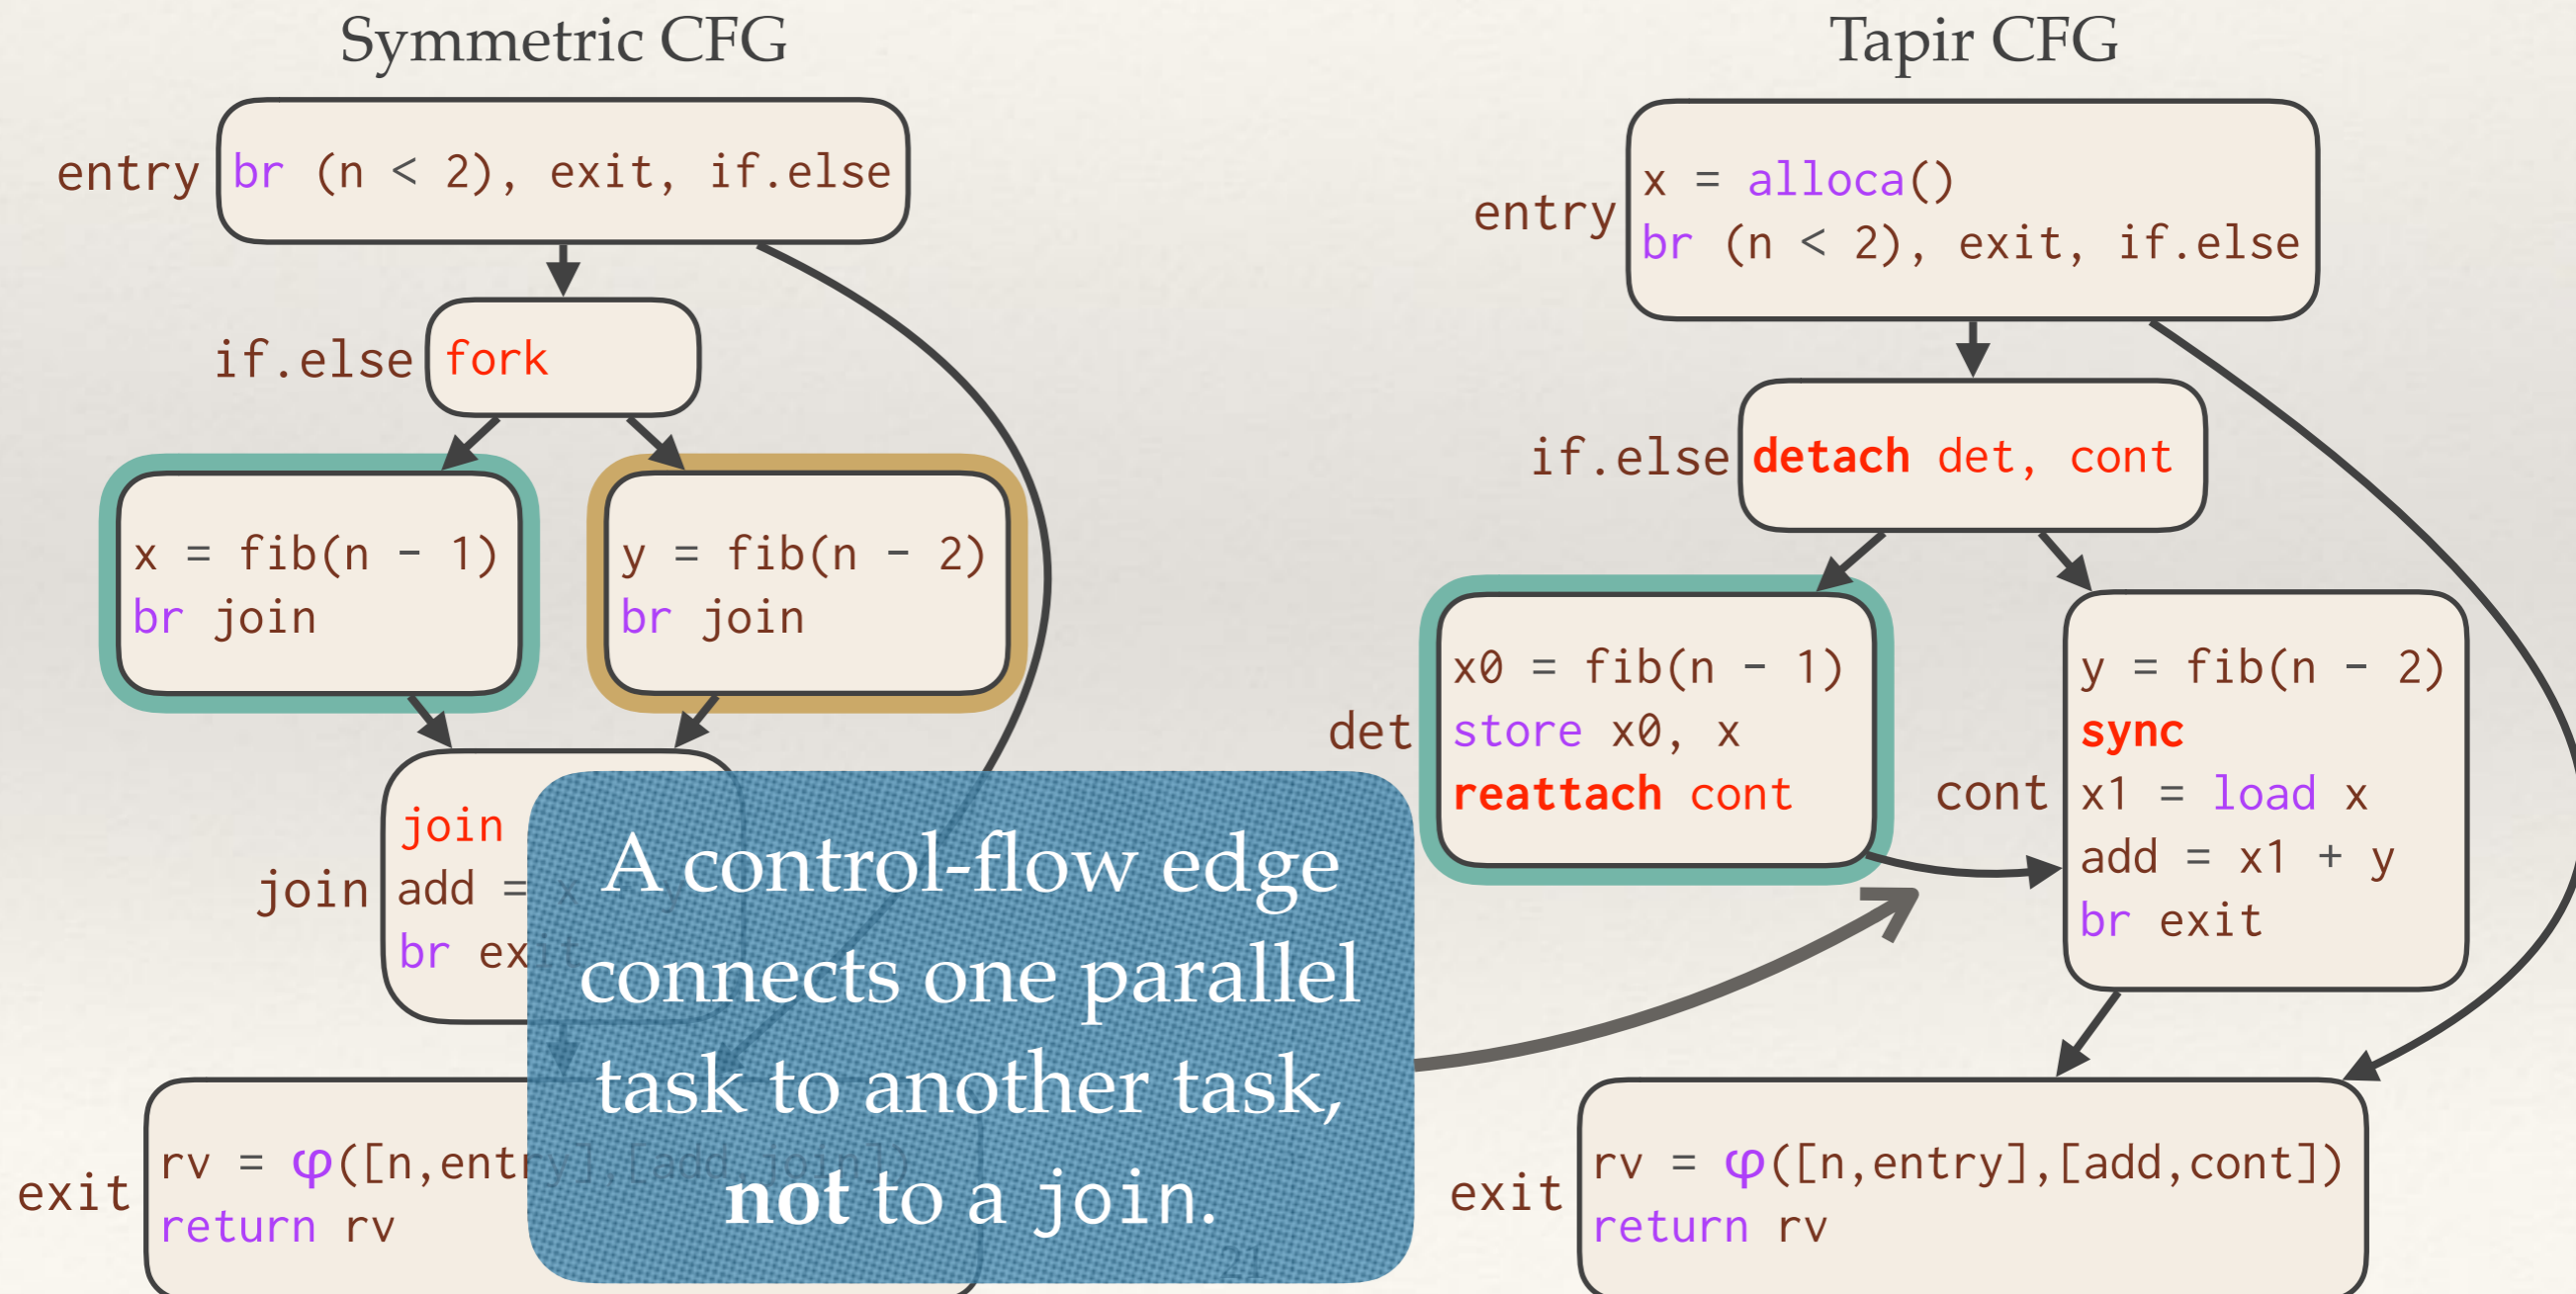 Symmetric CFG
entry
br (n < 2), exit, if.else
if.else
fork
x = fib(n - 1)
br join
y = fib(n - 2)
br join
join
join
add = x y
br exit
exit
rv = φ([n,entry],[add
return rv
A control-flow edge
connects one parallel
task to another task,
not to a join.
21
Tapir CFG
entry
x = alloca()
br (n < 2), exit, if.else
if.else
detach det, cont
det
x0 = fib(n - 1)
store x0, x
reattach cont
cont
y = fib(n - 2)
sync
x1 = load x
add = x1 + y
br exit
exit
rv = φ([n,entry],[add,cont])
return rv